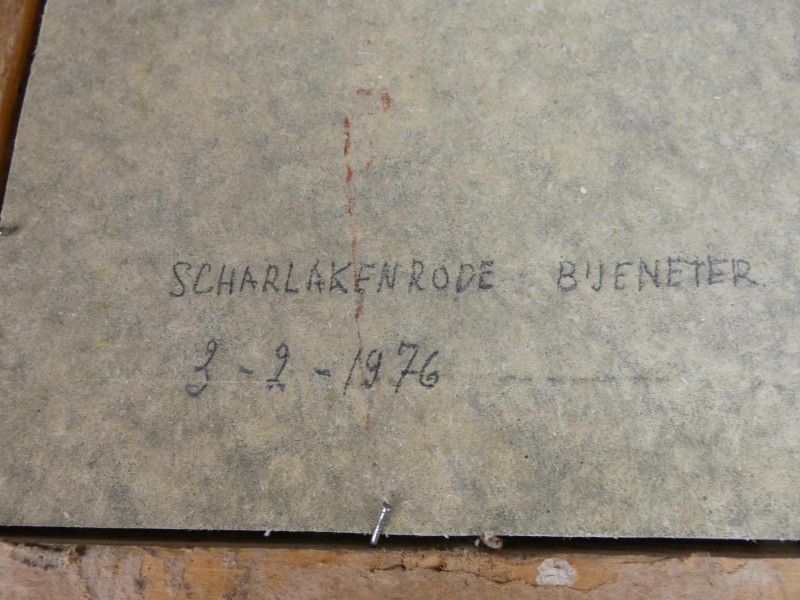 SCHARLAKENRODE BIJENETER
3-2-1976